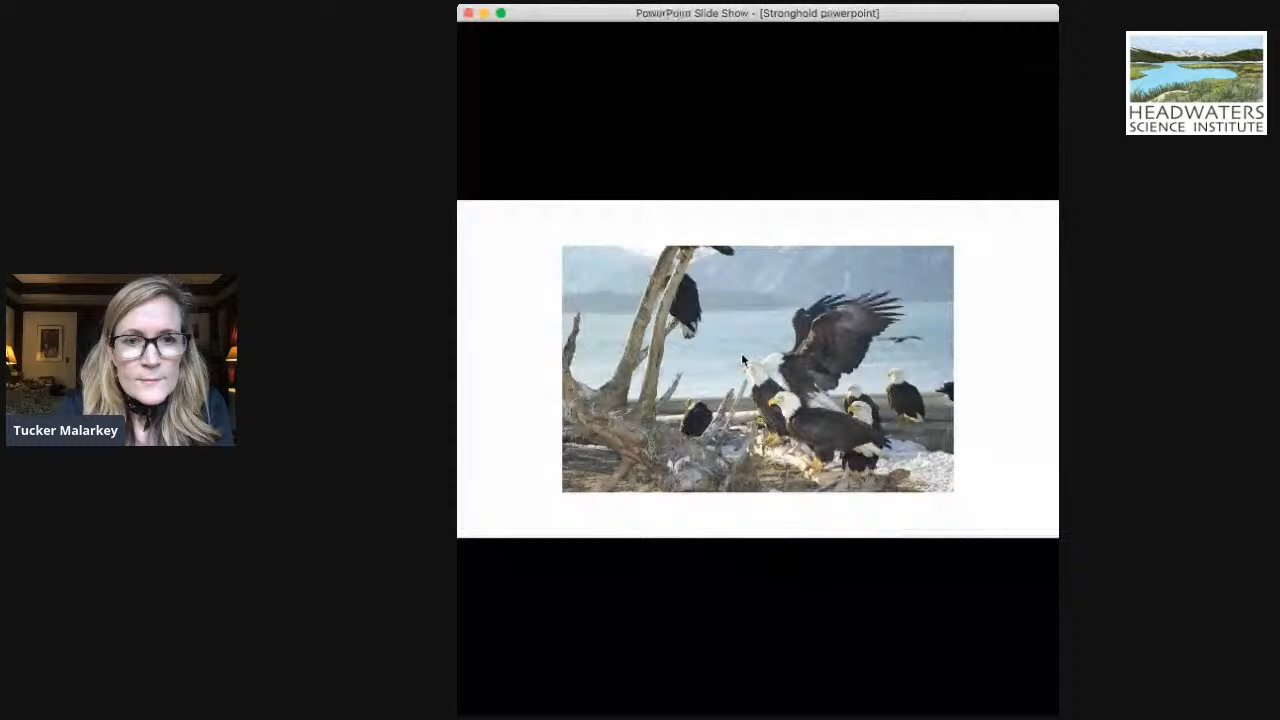 PowerPoint Slide Show - [Stronghold powerpoint]
HEADWATERS
SCIENCE INSTITUTE
Tucker Malarkey